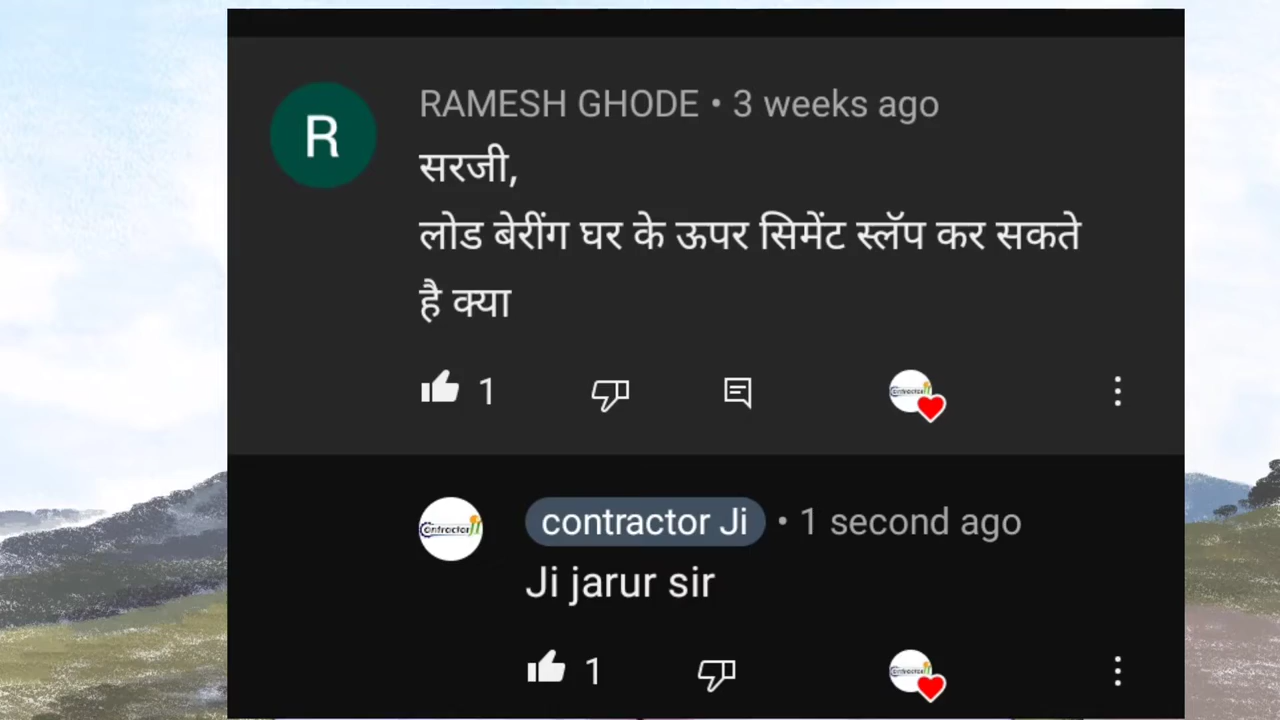 R
RAMESH GHODE • 3 weeks ago
सरजी,
लोड बेरींग घर के ऊपर सिमेंट स्लॅप कर सकते
है क्या
1
contractor Ji • 1 second ago
Ji jarur sir
1